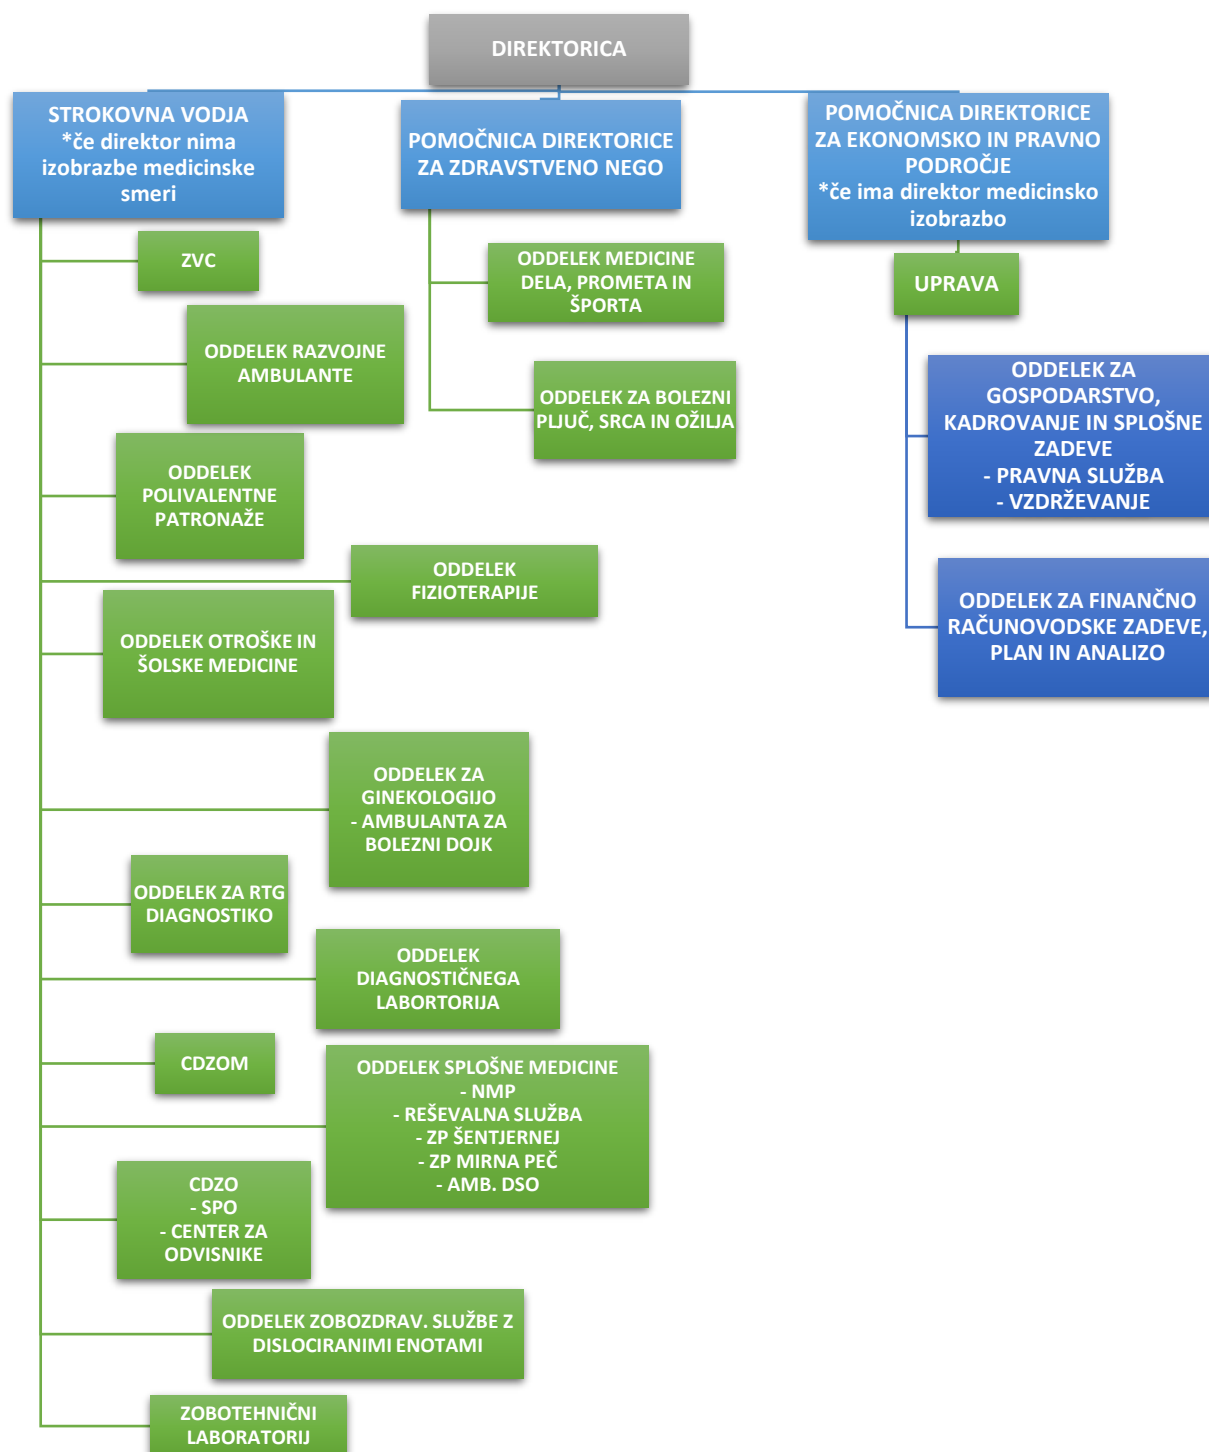 DIREKTORICA
STROKOVNA VODJA
*če direktor nima
izobrazbe medicinske
smeri
POMOČNICA DIREKTORICE
ZA ZDRAVSTVENO NEGO
POMOČNICA DIREKTORICE
ZA EKONOMSKO IN PRAVNO
PODROČJE
*če ima direktor medicinsko
izobrazbo
ZVC
ODDELEK RAZVOJNE
AMBULANTE
ODDELEK
POLIVALENTNE
PATRONAŽE
ODDELEK
FIZIOTERAPIJE
ODDELEK OTROŠKE IN
ŠOLSKE MEDICINE
ODDELEK ZA
GINEKOLOGIJO
- AMBULANTA ZA
BOLEZNI DOJK
ODDELEK ZA RTG
DIAGNOSTIKO
ODDELEK
DIAGNOSTIČNEGA
LABORTORIJA
CDZOM
ODDELEK SPLOŠNE MEDICINE
- NMP
- REŠEVALNA SLUŽBA
- ZP ŠENTJERNEJ
- ZP MIRNA PEČ
- AMB. DSO
CDZO
- SPO
- CENTER ZA
ODVISNIKE
ODDELEK ZOBOZDRAV. SLUŽBE Z
DISLOCIRANIMI ENOTAMI
ZOBOTEHNIČNI
LABORATORIJ
ODDELEK MEDICINE
DELA, PROMETA IN
ŠPORTA
ODDELEK ZA BOLEZNI
PLJUČ, SRCA IN OŽILJA
UPRAVA
ODDELEK ZA
GOSPODARSTVO,
KADROVANJE IN SPLOŠNE
ZADEVE
- PRAVNA SLUŽBA
- VZDRŽEVANJE
ODDELEK ZA FINANČNO
RAČUNOVODSKE ZADEVE,
PLAN IN ANALIZO